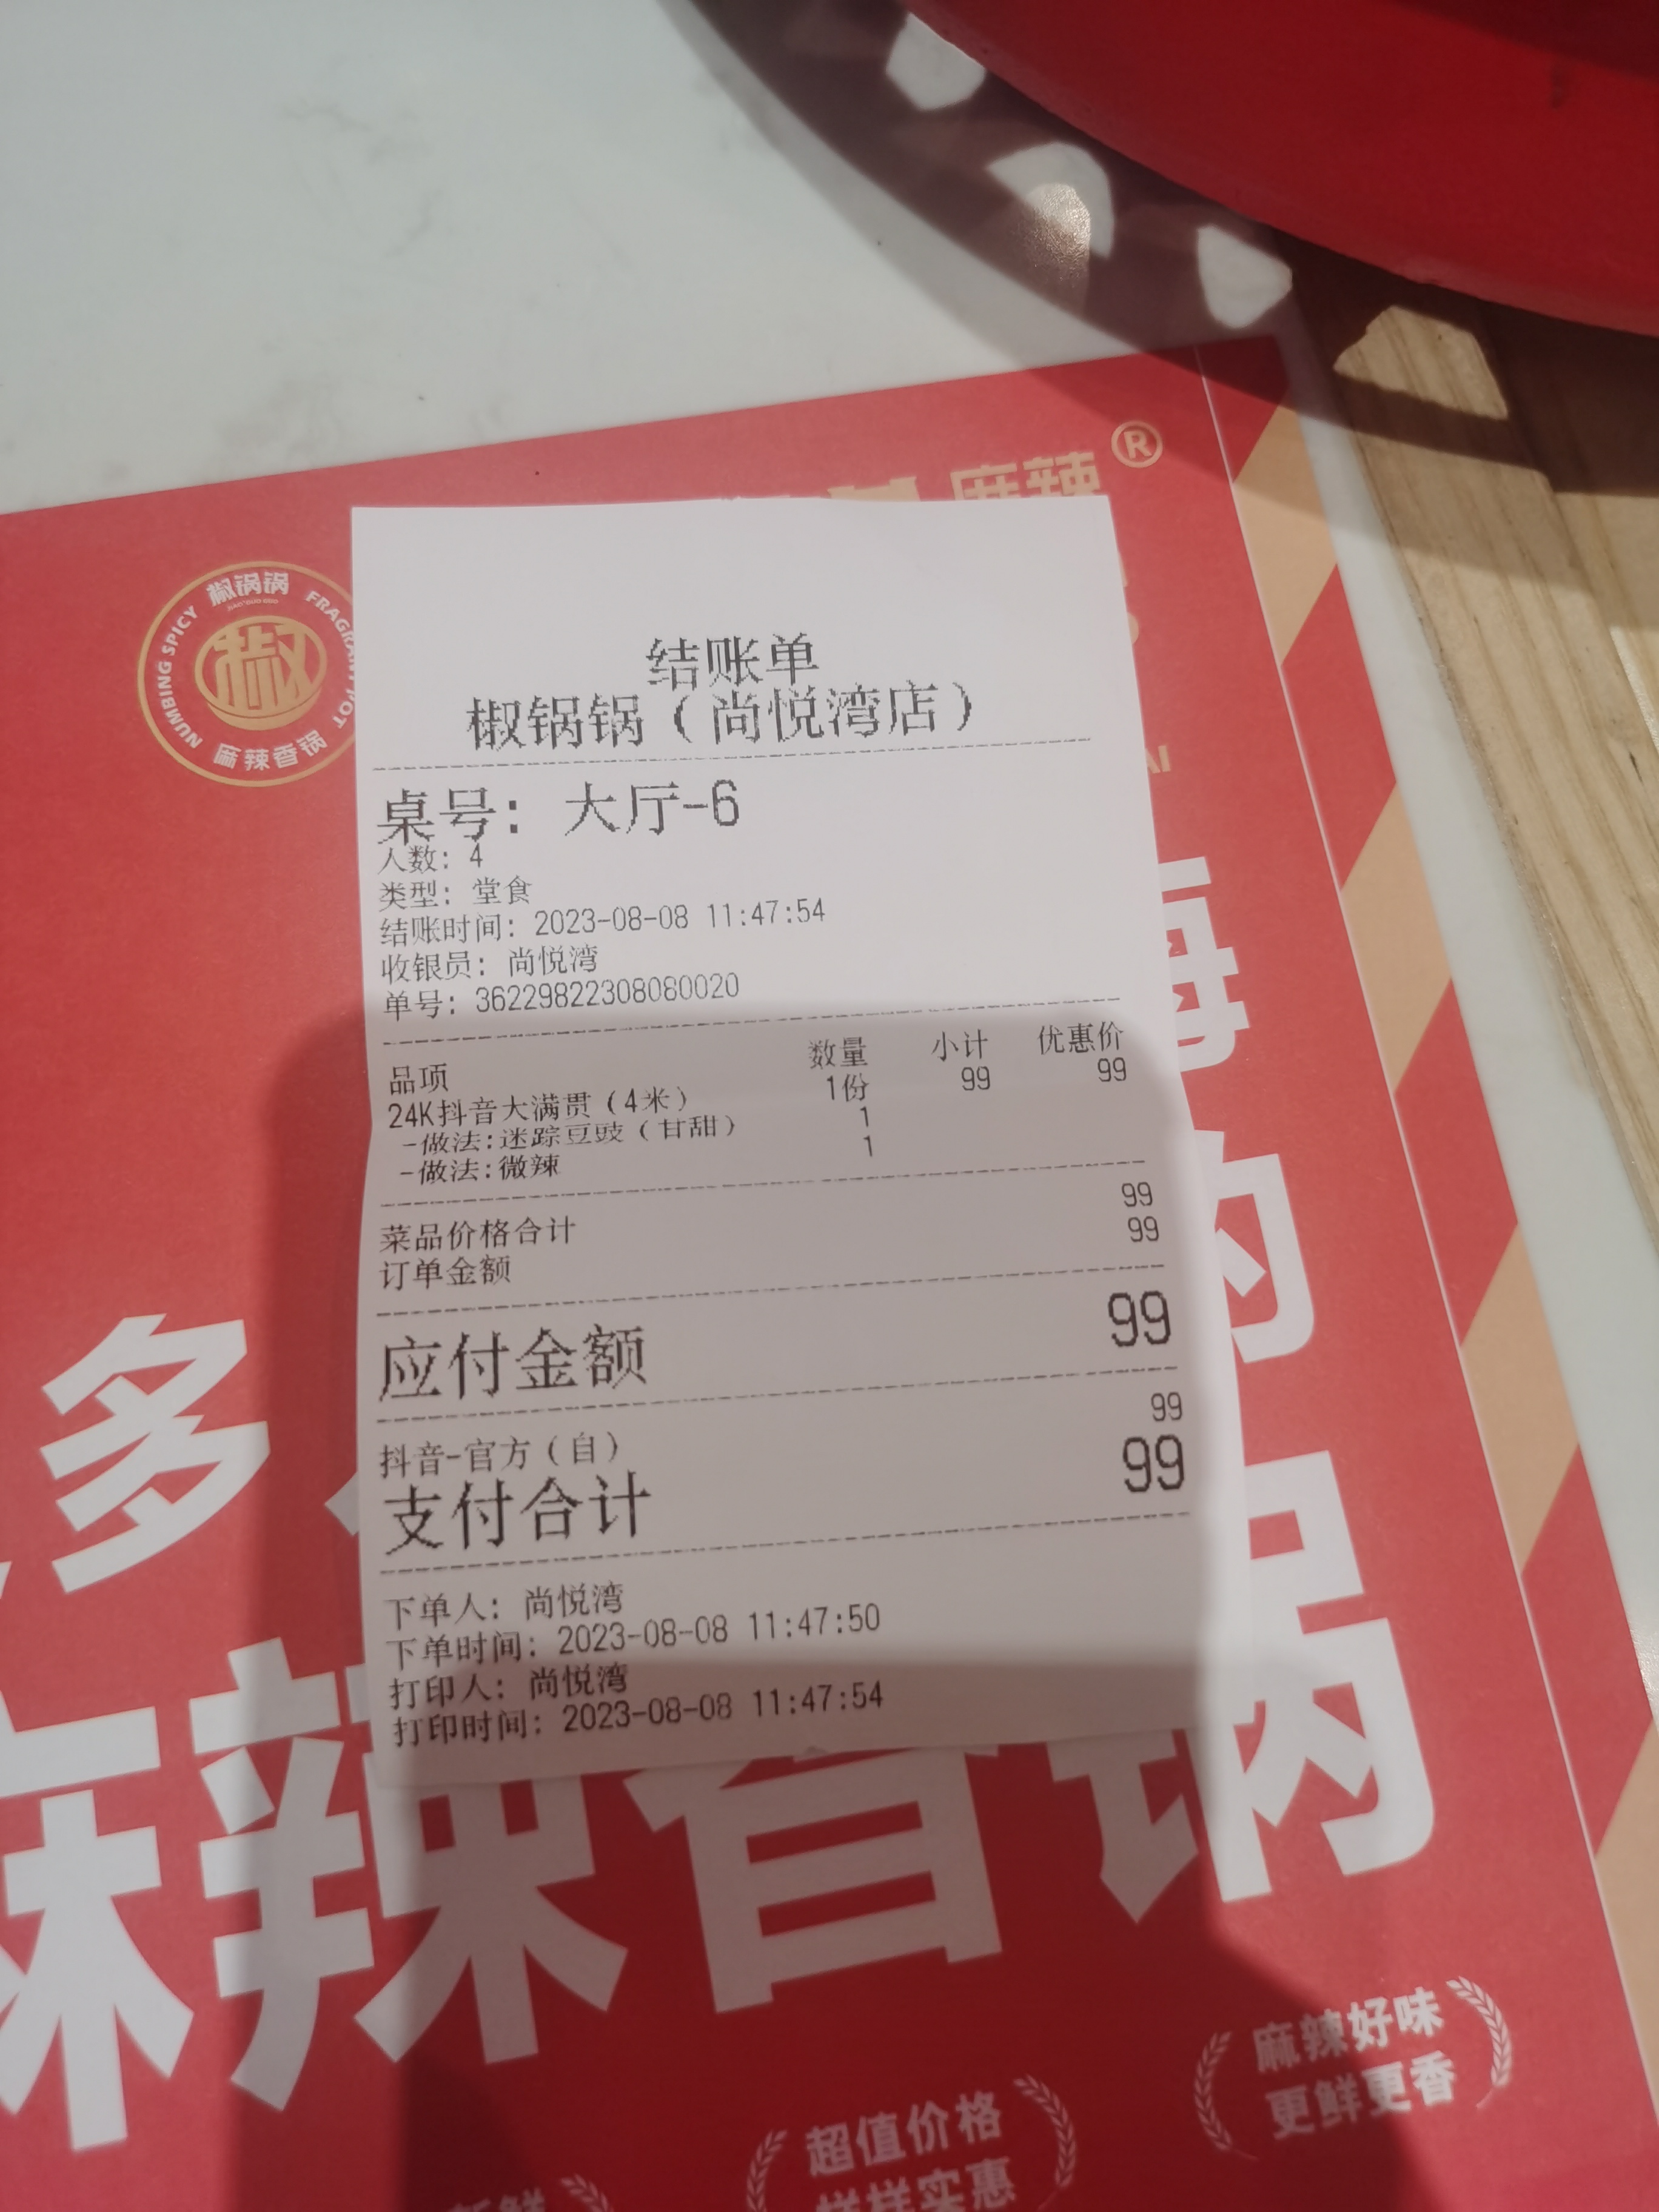 麻辣®
椒锅锅
JIAO GUO GUO
NUMBING SPICY
椒
麻辣香锅
结账单
椒锅锅（尚悦湾店）
桌号: 大厅-6
人数: 4
类型: 堂食
结账时间: 2023-08-08 11:47:54
收银员: 尚悦湾
单号: 36229822308080020
品项 数量 小计 优惠价
24K抖音大满贯（4米） 1份 99 99
-做法:迷踪豆豉（甘甜） 1
-做法:微辣 1
菜品价格合计 99
订单金额 99
应付金额 99
抖音-官方（自） 99
支付合计 99
下单人: 尚悦湾
下单时间: 2023-08-08 11:47:50
打印人: 尚悦湾
打印时间: 2023-08-08 11:47:54
多
麻辣香锅
麻辣好味
更鲜更香
超值价格
样样实惠